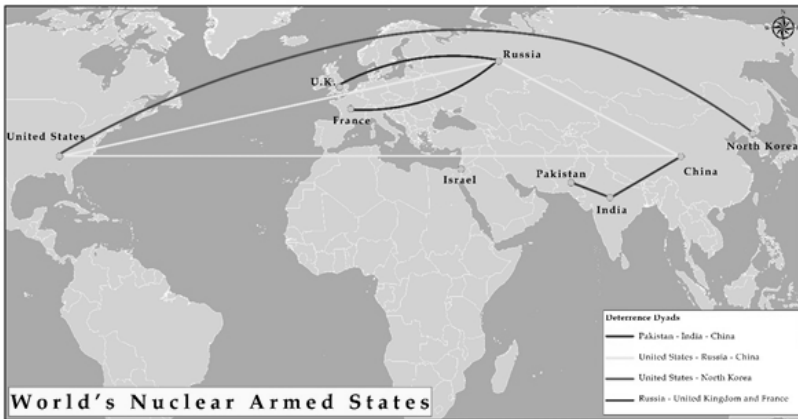 Russia
U.K.
France
United States
North Korea
Israel
Pakistan
China
India
Deterrence Dyads
Pakistan - India - China
United States - Russia - China
United States - North Korea
Russia - United Kingdom and France
World's Nuclear Armed States